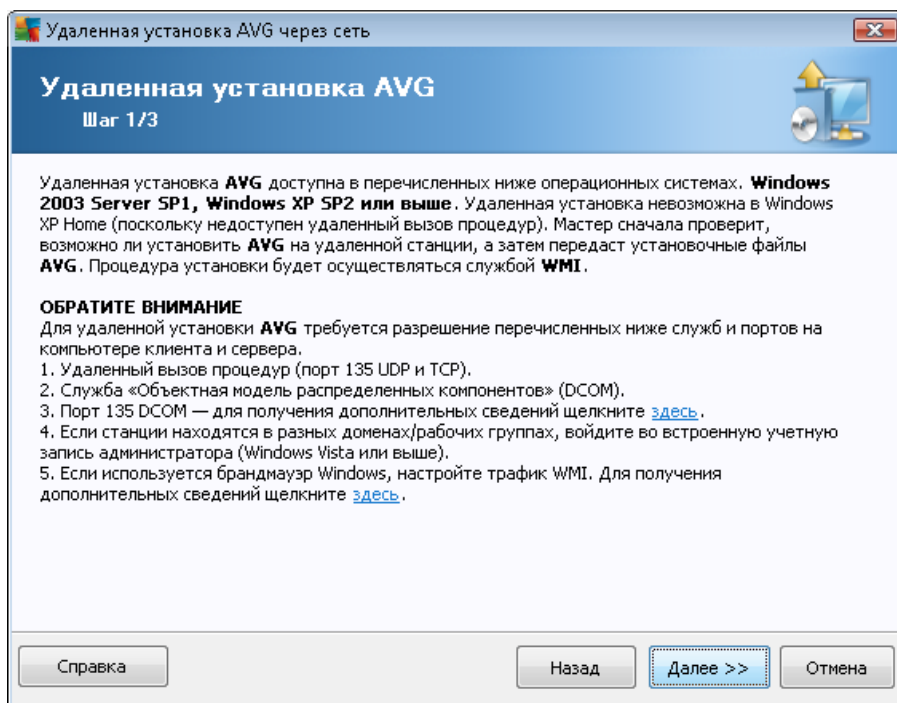 Удаленная установка AVG через сеть
Удаленная установка AVG
Шаг 1/3
Удаленная установка AVG доступна в перечисленных ниже операционных системах. Windows
2003 Server SP1, Windows XP SP2 или выше. Удаленная установка невозможна в Windows
XP Home (поскольку недоступен удаленный вызов процедур). Мастер сначала проверит,
возможно ли установить AVG на удаленной станции, а затем передаст установочные файлы
AVG. Процедура установки будет осуществляться службой WMI.
ОБРАТИТЕ ВНИМАНИЕ
Для удаленной установки AVG требуется разрешение перечисленных ниже служб и портов на
компьютере клиента и сервера.
1. Удаленный вызов процедур (порт 135 UDP и TCP).
2. Служба «Объектная модель распределенных компонентов» (DCOM).
3. Порт 135 DCOM — для получения дополнительных сведений щелкните здесь.
4. Если станции находятся в разных доменах/рабочих группах, войдите во встроенную учетную
запись администратора (Windows Vista или выше).
5. Если используется брандмауэр Windows, настройте трафик WMI. Для получения
дополнительных сведений щелкните здесь.
Справка
Назад
Далее >>
Отмена